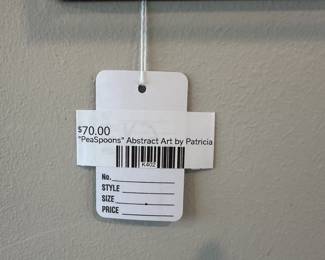 $70.00
"PeaSpoons" Abstract Art by Patricia
K402
No.
STYLE
SIZE
PRICE